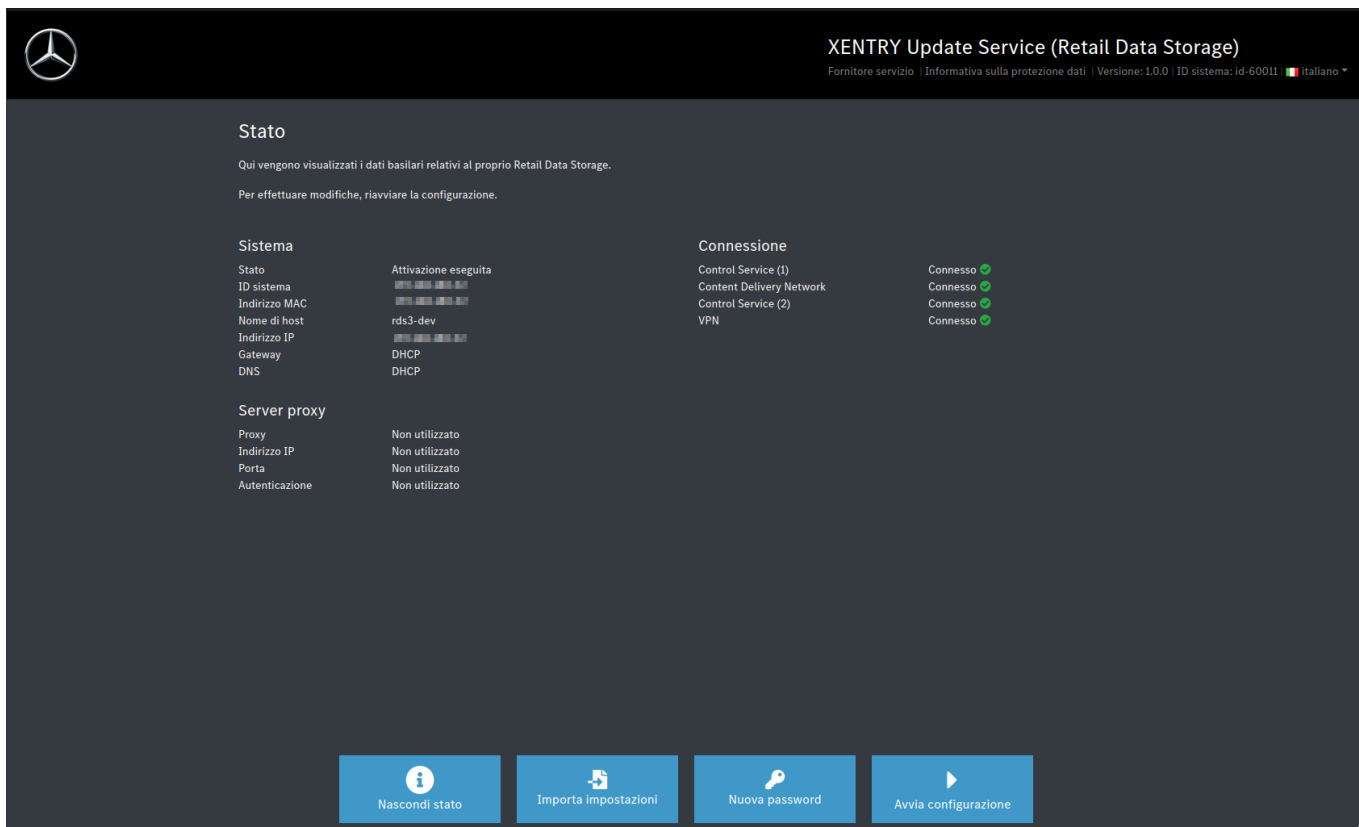 XENTRY Update Service (Retail Data Storage)
Fornitore servizio | Informativa sulla protezione dati | Versione: 1.0.0 | ID sistema: id-60011 | italiano
Stato
Qui vengono visualizzati i dati basilari relativi al proprio Retail Data Storage.
Per effettuare modifiche, riavviare la configurazione.
Sistema
Stato Attivazione eseguita
ID sistema
Indirizzo MAC
Nome di host rds3-dev
Indirizzo IP
Gateway DHCP
DNS DHCP
Server proxy
Proxy Non utilizzato
Indirizzo IP Non utilizzato
Porta Non utilizzato
Autenticazione Non utilizzato
Connessione
Control Service (1) Connesso
Content Delivery Network Connesso
Control Service (2) Connesso
VPN Connesso
Nascondi stato
Importa impostazioni
Nuova password
Avvia configurazione